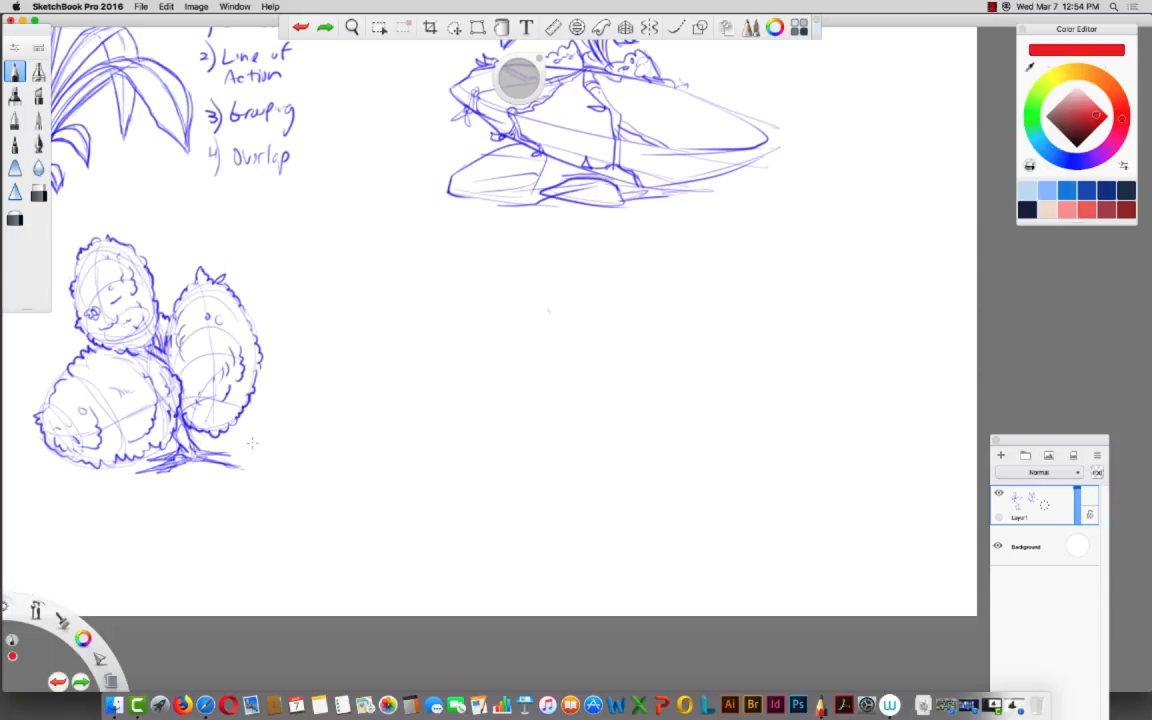 SketchBook Pro 2016 File Edit Image Window Help
Wed Mar 7 12:54 PM
Color Editor
2) Line of
Action
3) Grouping
4) Overlap
Normal
Layer1
Background